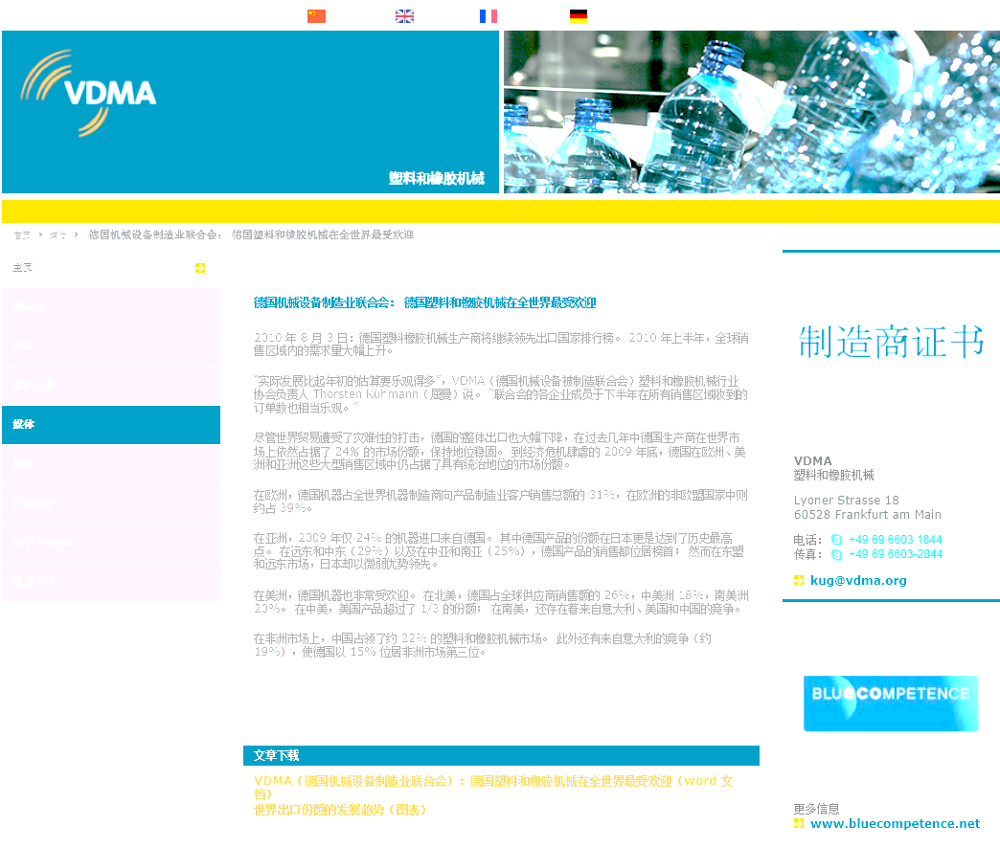 VDMA
塑料和橡胶机械
首页 › 媒体 › 德国机械设备制造业联合会： 德国塑料和橡胶机械在全世界最受欢迎
主页
制造商
产品
客户行业
媒体
产品保护
关于 VDMA
联系方式
德国机械设备制造业联合会： 德国塑料和橡胶机械在全世界最受欢迎
2010 年 8 月 3 日：德国塑料橡胶机械生产商将继续领先出口国家排行榜。 2010 年上半年，全球销
售区域内的需求量大幅上升。
“实际发展比起年初的估算要乐观得多”，VDMA（德国机械设备被制造联合会）塑料和橡胶机械行业
协会负责人 Thorsten Kühmann（屈曼）说。 “联合会的各企业成员于下半年在所有销售区域收到的
订单数也相当乐观。”
尽管世界贸易遭受了灾难性的打击，德国的整体出口也大幅下降，在过去几年中德国生产商在世界市
场上依然占据了 24% 的市场份额，保持地位稳固。 到经济危机肆虐的 2009 年底，德国在欧洲、美
洲和亚洲这些大型销售区域中仍占据了具有统治地位的市场份额。
在欧洲，德国机器占全世界机器制造商向产品制造业客户销售总额的 31%，在欧洲的非欧盟国家中则
约占 39%。
在亚洲，2009 年仅 24% 的机器进口来自德国。 其中德国产品的份额在日本更是达到了历史最高
点。 在远东和中东（29%）以及在中亚和南亚（25%），德国产品的销售都位居榜首； 然而在东盟
和远东市场，日本却以微弱优势领先。
在美洲，德国机器也非常受欢迎。 在北美，德国占全球供应商销售额的 26%，中美洲 18%，南美洲
20%。 在中美，美国产品超过了 1/3 的份额； 在南美，还存在着来自意大利、美国和中国的竞争。
在非洲市场上，中国占领了约 22% 的塑料和橡胶机械市场。 此外还有来自意大利的竞争（约
19%），使德国以 15% 位居非洲市场第三位。
文章下载
VDMA（德国机械设备制造业联合会）：德国塑料和橡胶机械在全世界最受欢迎（word 文
档）
世界出口份额的发展趋势（图表）
制造商证书
VDMA
塑料和橡胶机械
Lyoner Strasse 18
60528 Frankfurt am Main
电话： +49 69 6603 1844
传真： +49 69 6603-2844
kug@vdma.org
BLUECOMPETENCE
更多信息
www.bluecompetence.net